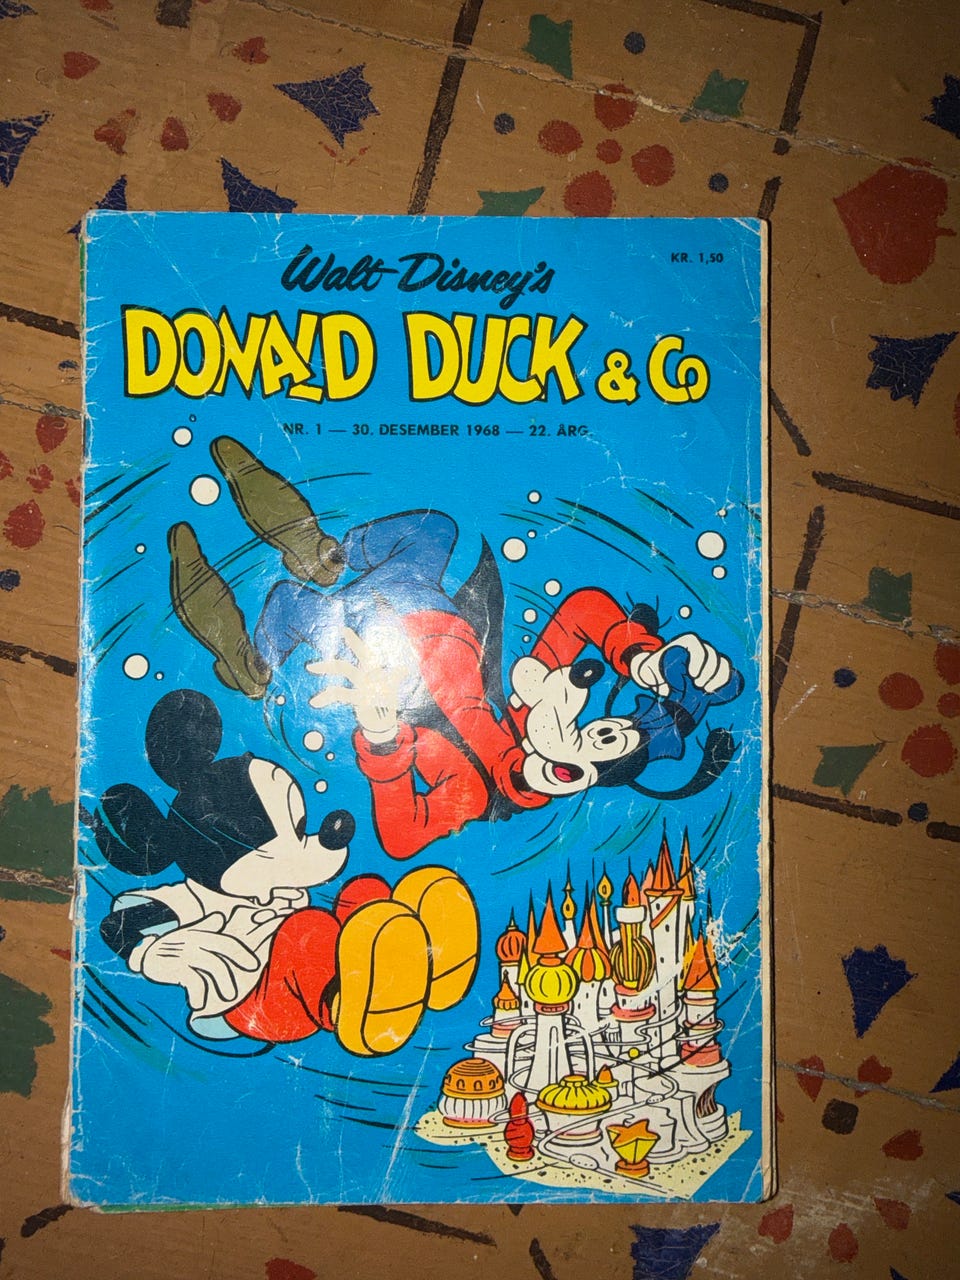 KR. 1,50
Walt Disney's
DONALD DUCK & Co
NR. 1 — 30. DESEMBER 1968 — 22. ÅRG.